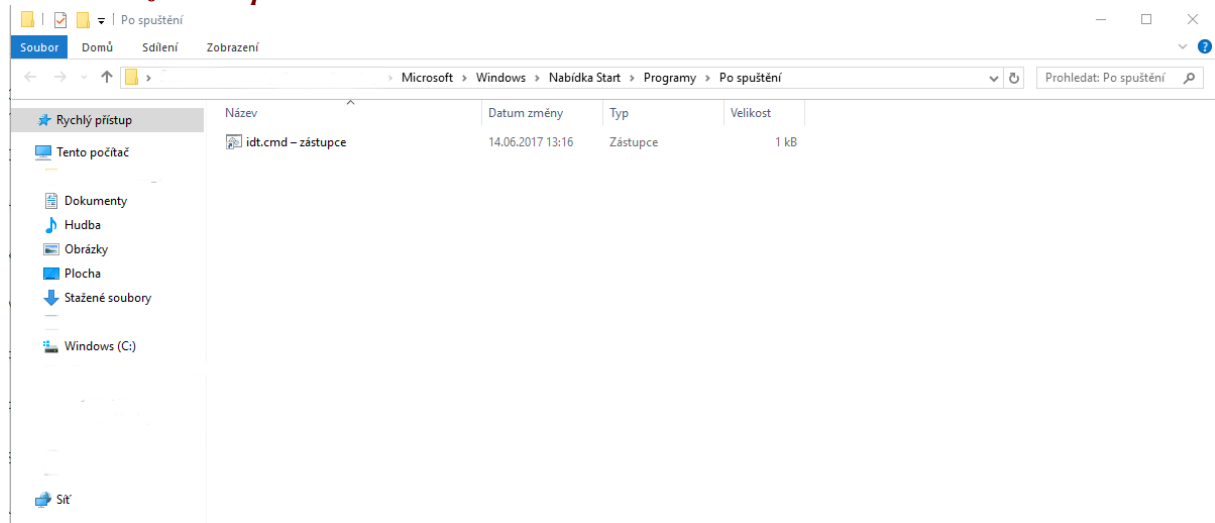 Po spuštění
Soubor Domů Sdílení Zobrazení
Microsoft > Windows > Nabídka Start > Programy > Po spuštění
Prohledat: Po spuštění
Název Datum změny Typ Velikost
Rychlý přístup
idt.cmd – zástupce 14.06.2017 13:16 Zástupce 1 kB
Tento počítač
Dokumenty
Hudba
Obrázky
Plocha
Stažené soubory
Windows (C:)
Síť